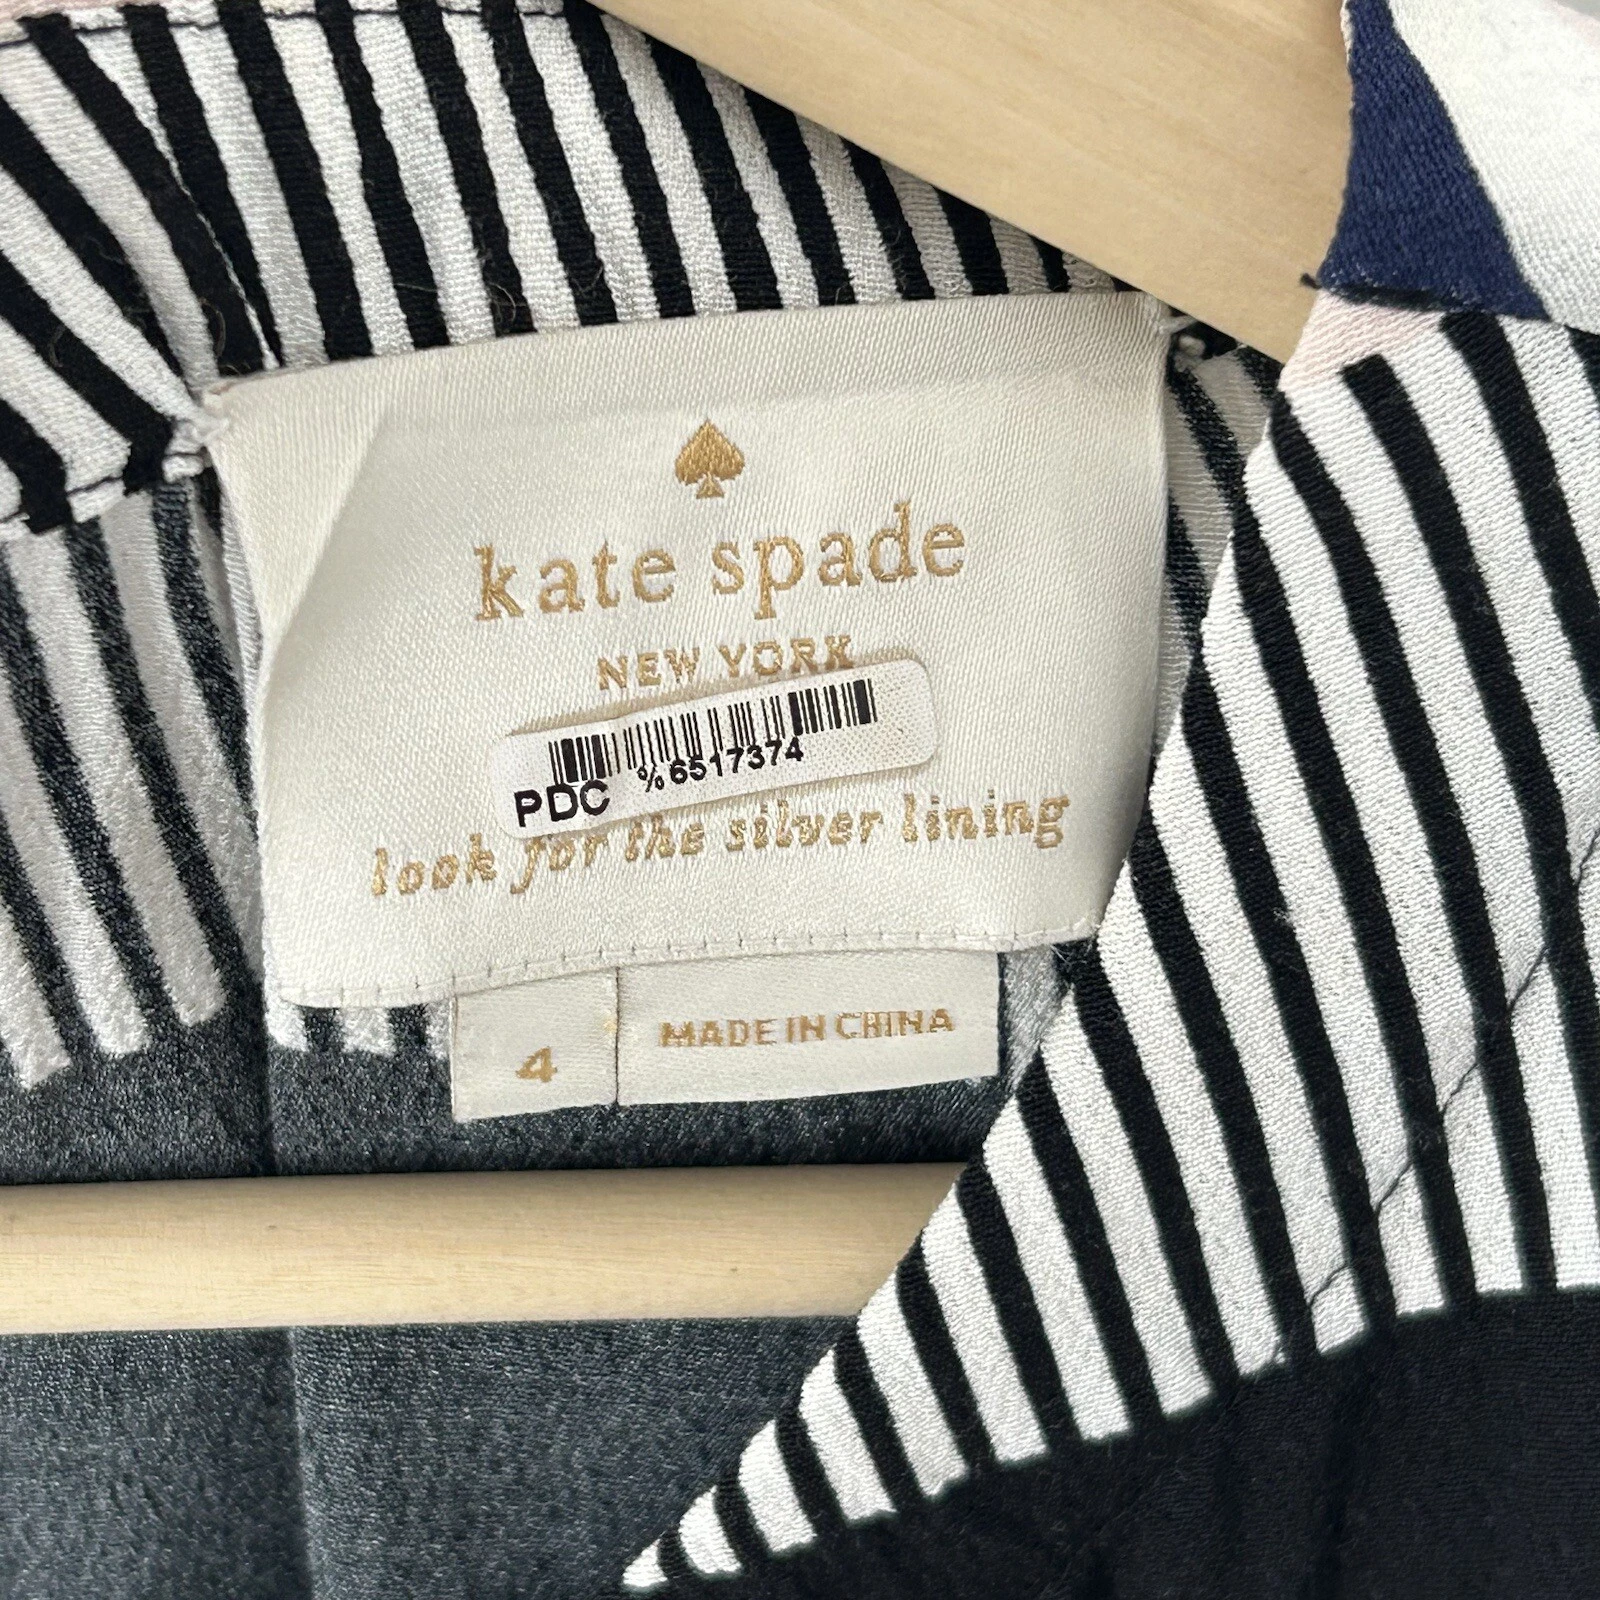 kate spade
NEW YORK
PDC %6517374
look for the silver lining
4
MADE IN CHINA